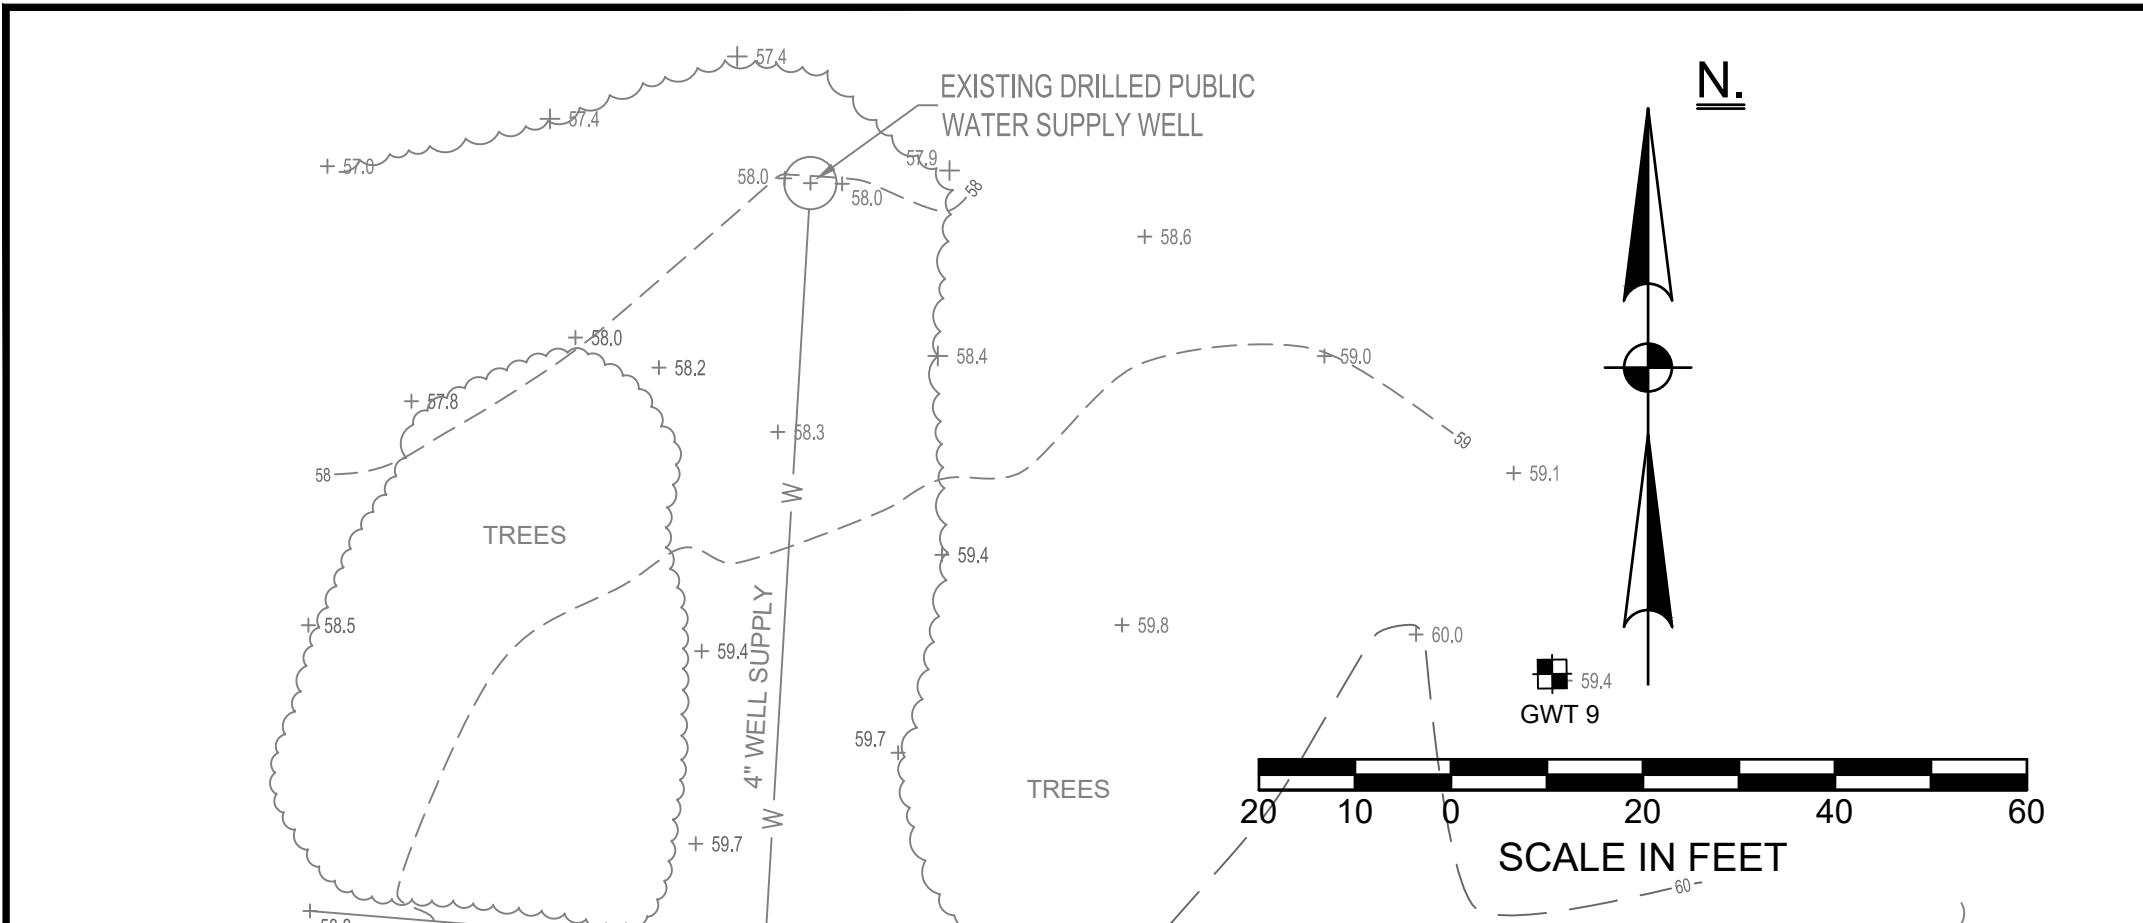 57.4
EXISTING DRILLED PUBLIC
WATER SUPPLY WELL
N.
57.4
57.0
57.9
58.0
58.0
58
58.6
58.0
58.2
58.4
59.0
57.8
58.3
59
58
59.1
W
TREES
59.4
4" WELL SUPPLY
58.5
59.8
60.0
59.4
59.4
GWT 9
59.7
TREES
20 10 0 20 40 60
W
59.7
SCALE IN FEET
60